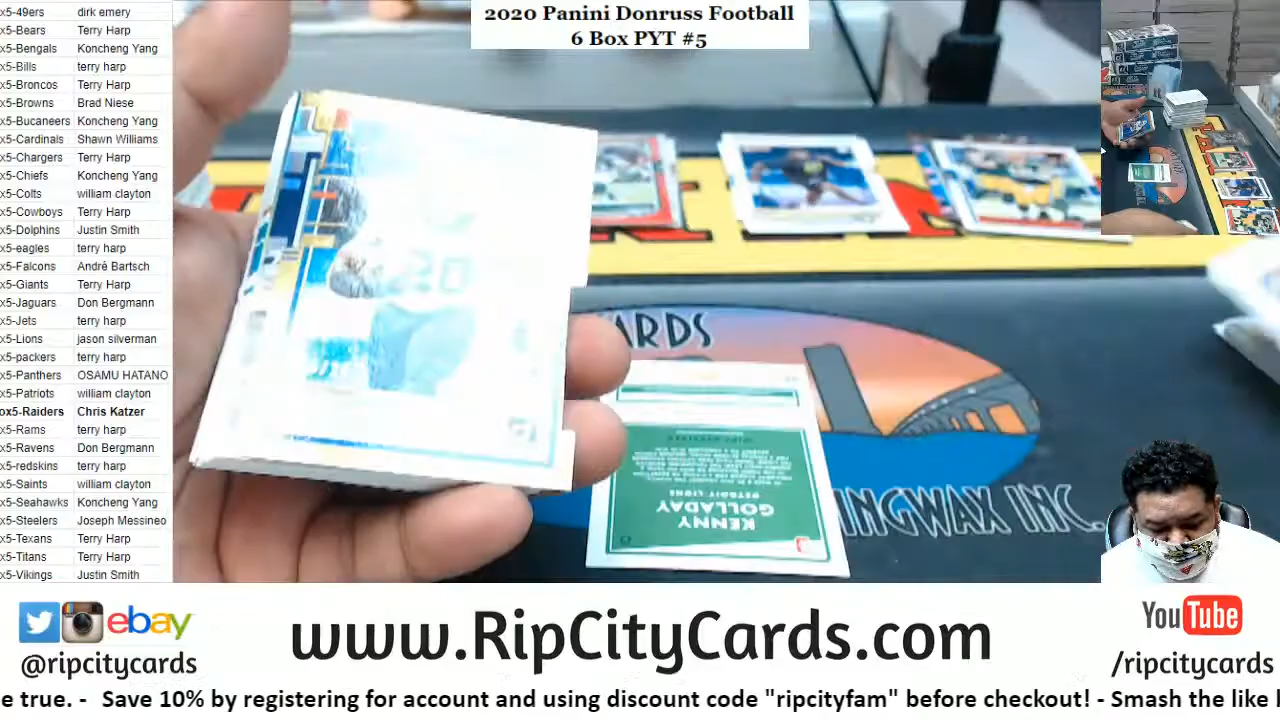 2020 Panini Donruss Football
6 Box PYT #5
x5-49ers dirk emery
x5-Bears Terry Harp
x5-Bengals Koncheng Yang
x5-Bills terry harp
x5-Broncos Terry Harp
x5-Browns Brad Niese
x5-Bucaneers Koncheng Yang
x5-Cardinals Shawn Williams
x5-Chargers Terry Harp
x5-Chiefs Koncheng Yang
x5-Colts william clayton
x5-Cowboys Terry Harp
x5-Dolphins Justin Smith
x5-eagles terry harp
x5-Falcons André Bartsch
x5-Giants Terry Harp
x5-Jaguars Don Bergmann
x5-Jets terry harp
x5-Lions jason silverman
x5-packers terry harp
x5-Panthers OSAMU HATANO
x5-Patriots william clayton
ox5-Raiders Chris Katzer
x5-Rams terry harp
x5-Ravens Don Bergmann
x5-redskins terry harp
x5-Saints william clayton
x5-Seahawks Koncheng Yang
x5-Steelers Joseph Messineo
x5-Texans Terry Harp
x5-Titans Terry Harp
x5-Vikings Justin Smith
ARDS
INGWAX INC.
KENNY
GOLLADAY
DETROIT LIONS
ebay
@ripcitycards
www.RipCityCards.com
YouTube
/ripcitycards
e true. - Save 10% by registering for account and using discount code "ripcityfam" before checkout! - Smash the like